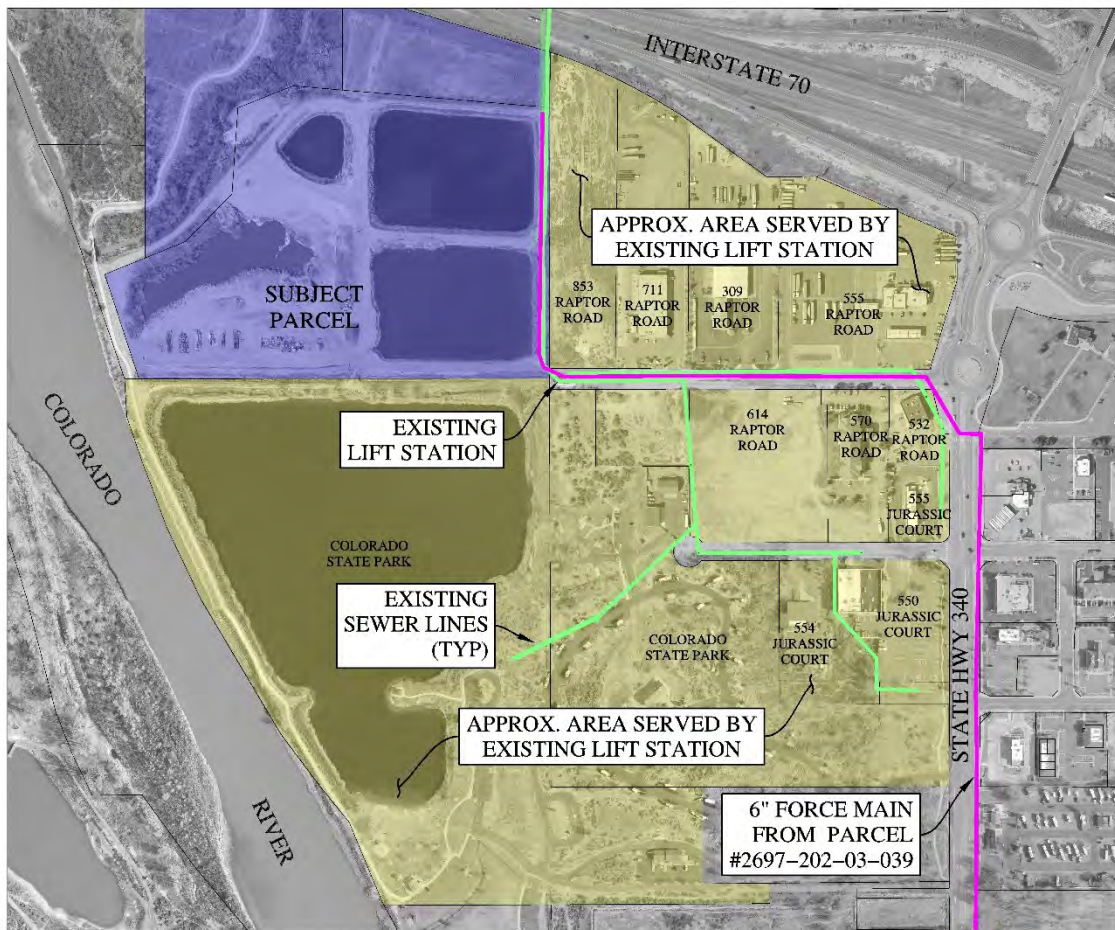 INTERSTATE 70
APPROX. AREA SERVED BY
EXISTING LIFT STATION
SUBJECT
PARCEL
853
RAPTOR
ROAD
711
RAPTOR
ROAD
309
RAPTOR
ROAD
555
RAPTOR
ROAD
COLORADO
RIVER
EXISTING
LIFT STATION
614
RAPTOR
ROAD
570
RAPTOR
ROAD
532
RAPTOR
ROAD
555
JURASSIC
COURT
COLORADO
STATE PARK
EXISTING
SEWER LINES
(TYP)
COLORADO
STATE PARK
554
JURASSIC
COURT
550
JURASSIC
COURT
STATE HWY 340
APPROX. AREA SERVED BY
EXISTING LIFT STATION
6" FORCE MAIN
FROM PARCEL
#2697-202-03-039